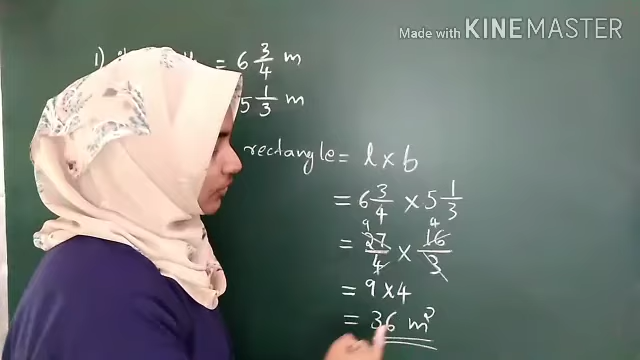 Made with KINEMASTER
1) = 6 3/4 m
5 1/3 m
rectangle = l × b
= 6 3/4 × 5 1/3
9 4
= 27/4 × 16/3
= 9 × 4
= 36 m²